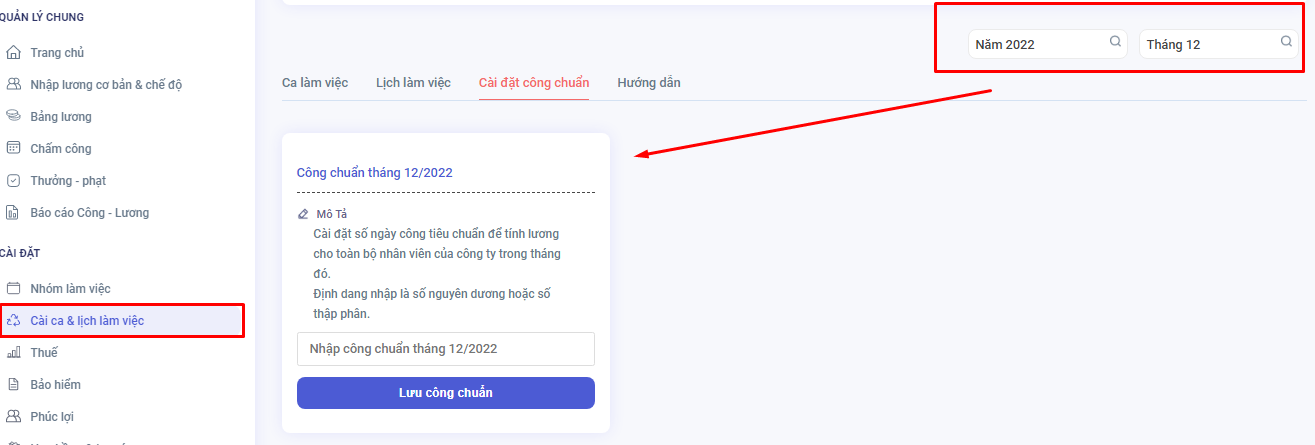 QUẢN LÝ CHUNG
Trang chủ
Nhập lương cơ bản & chế độ
Bảng lương
Chấm công
Thưởng - phạt
Báo cáo Công - Lương
CÀI ĐẶT
Nhóm làm việc
Cài ca & lịch làm việc
Thuế
Bảo hiểm
Phúc lợi
Năm 2022
Tháng 12
Ca làm việc
Lịch làm việc
Cài đặt công chuẩn
Hướng dẫn
Công chuẩn tháng 12/2022
Mô Tả
Cài đặt số ngày công tiêu chuẩn để tính lương
cho toàn bộ nhân viên của công ty trong tháng
đó.
Định dang nhập là số nguyên dương hoặc số
thập phân.
Nhập công chuẩn tháng 12/2022
Lưu công chuẩn